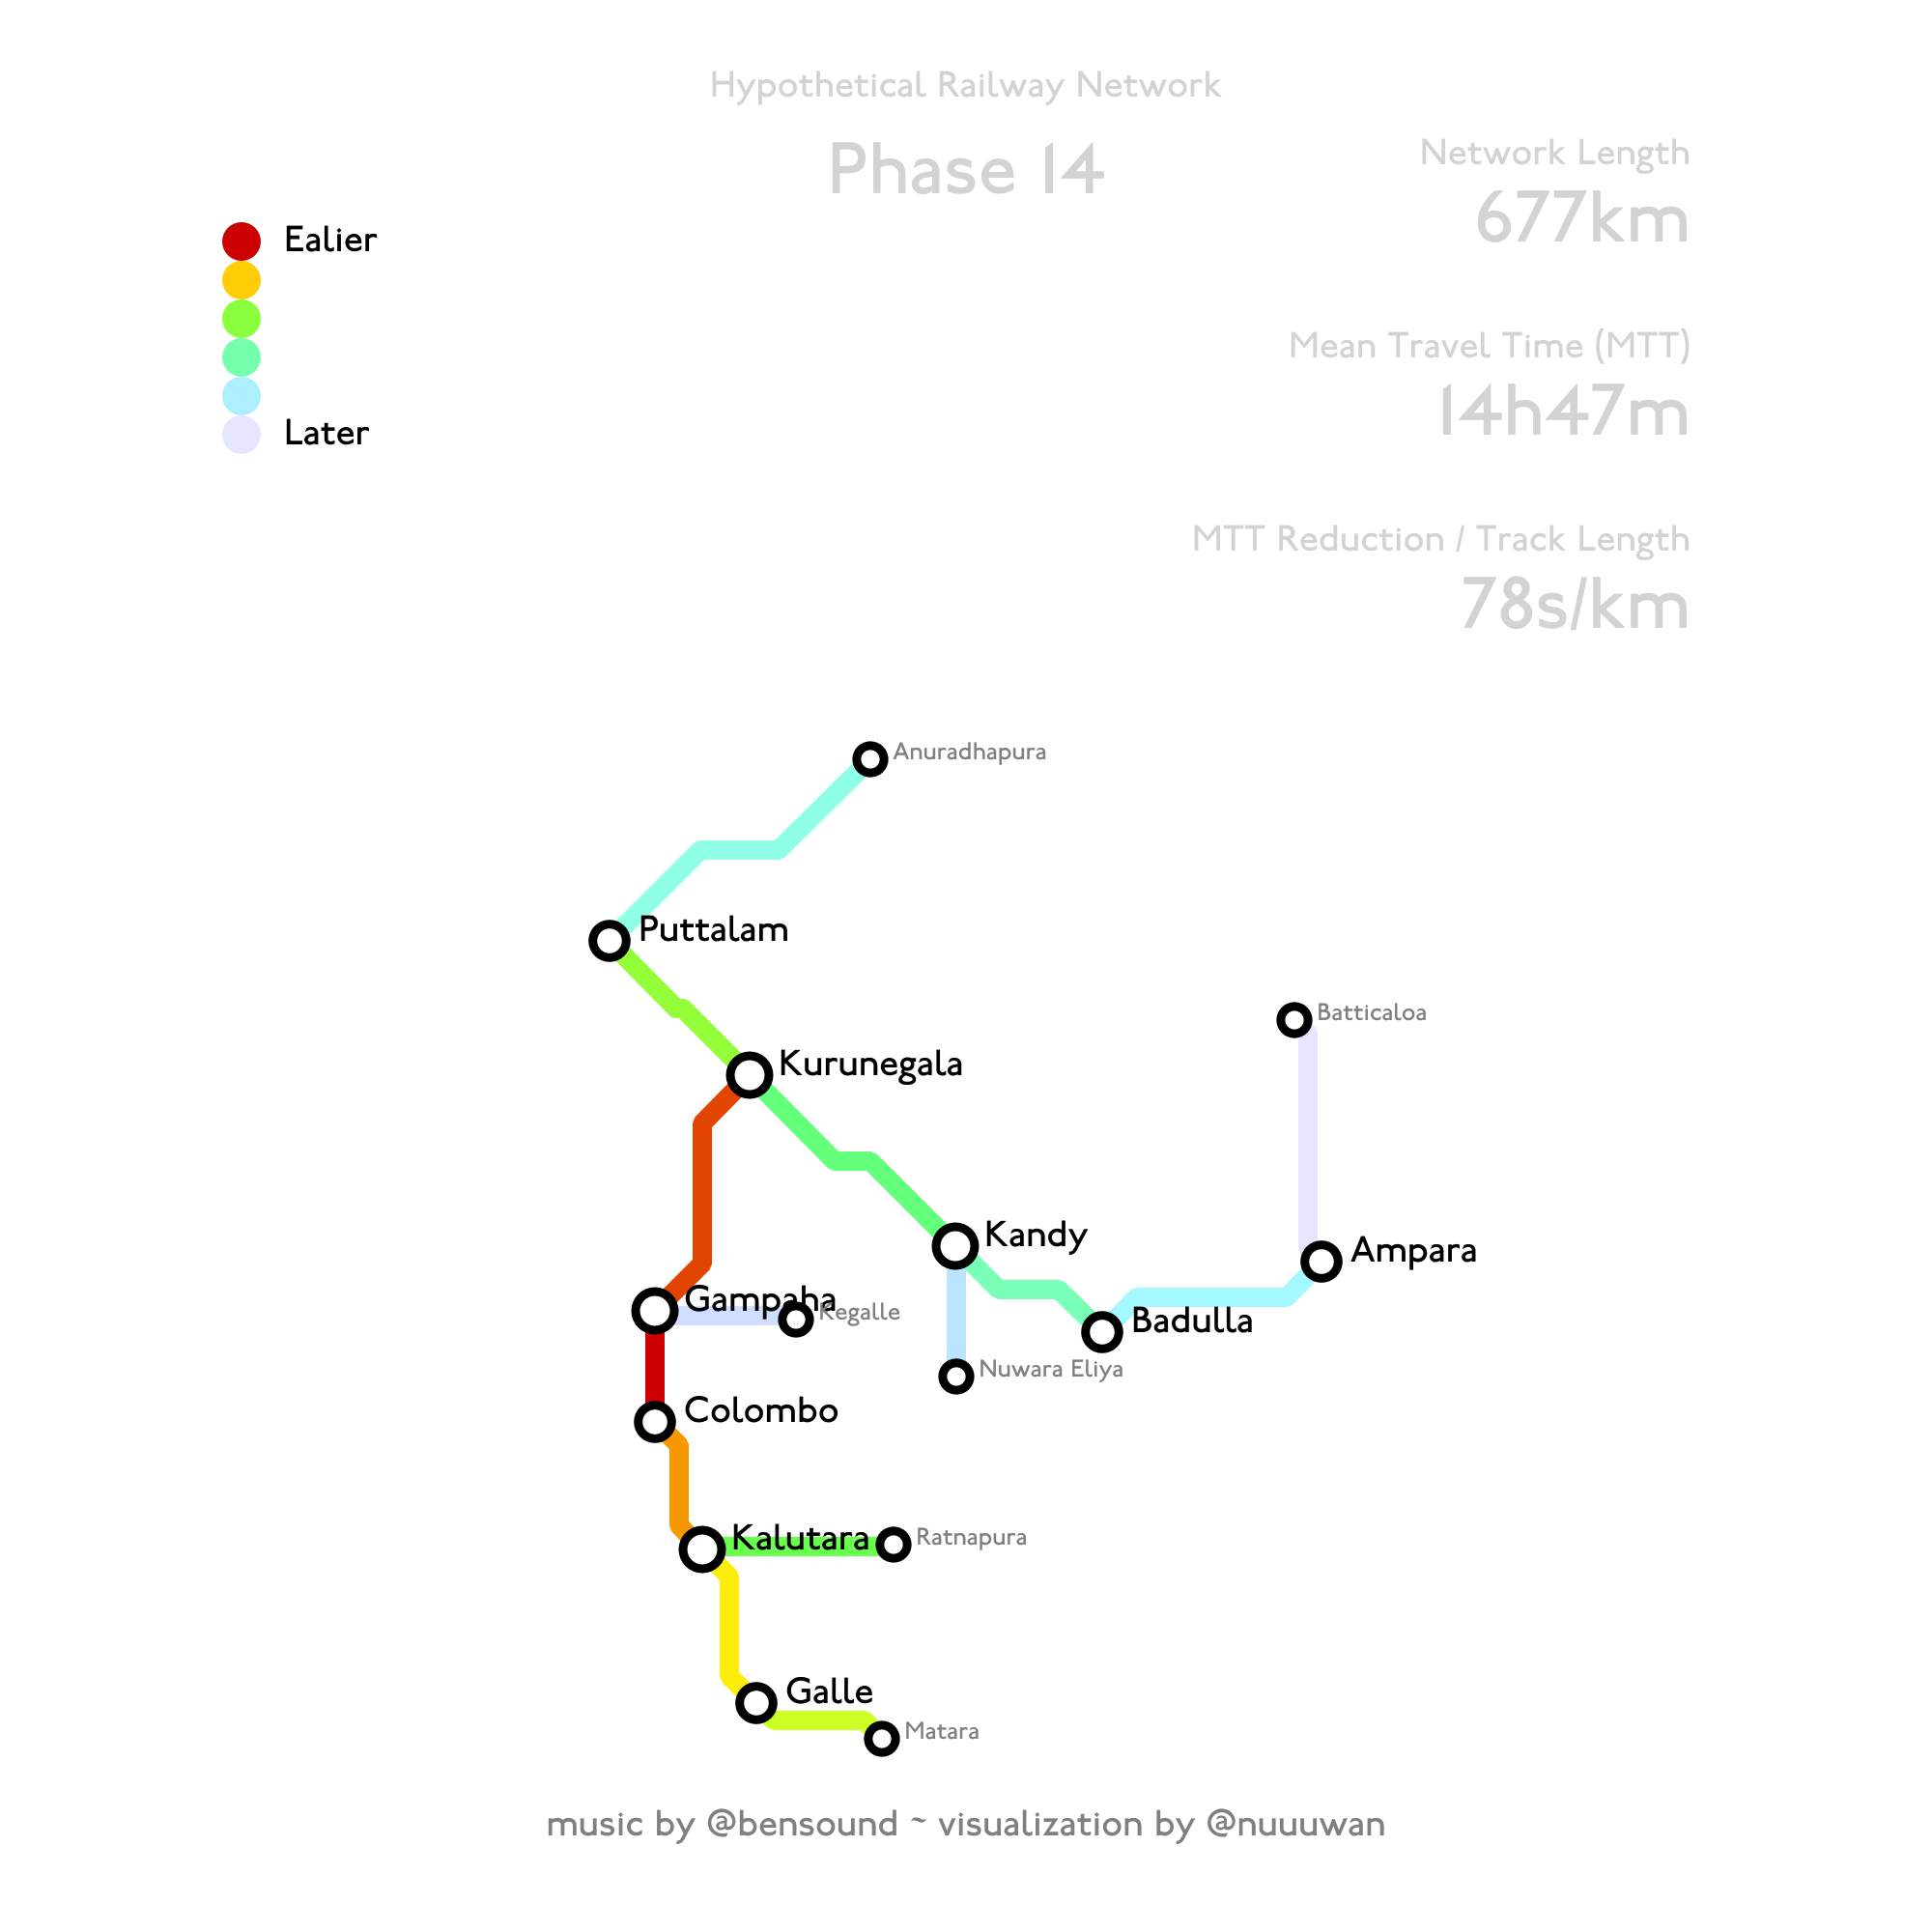 Hypothetical Railway Network
Phase 14
Network Length
677km
Ealier
Mean Travel Time (MTT)
14h47m
Later
MTT Reduction / Track Length
78s/km
Anuradhapura
Puttalam
Batticaloa
Kurunegala
Kandy
Ampara
Gampaha
Kegalle
Badulla
Nuwara Eliya
Colombo
Kalutara
Ratnapura
Galle
Matara
music by @bensound ~ visualization by @nuuuwan